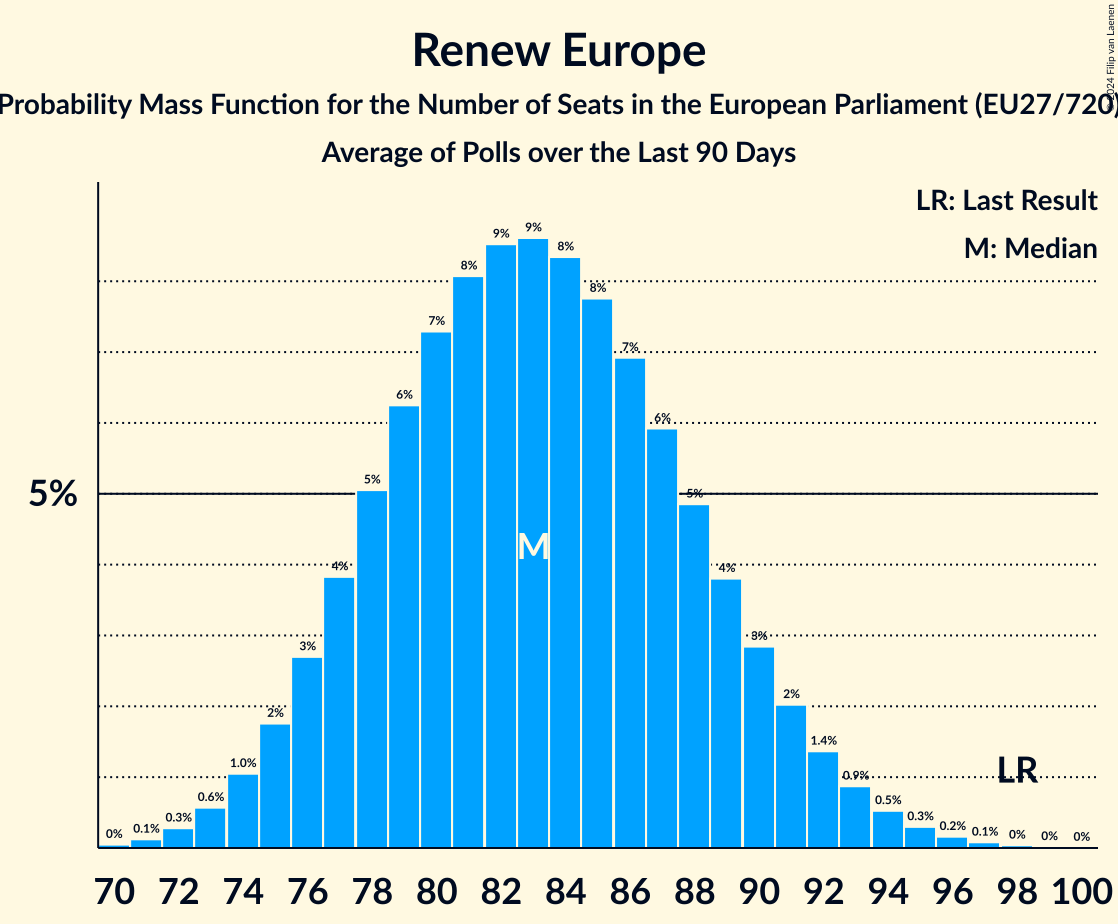 Renew Europe
Probability Mass Function for the Number of Seats in the European Parliament (EU27/720)
Average of Polls over the Last 90 Days
© 2024 Filip van Laenen
LR: Last Result
M: Median
0% 0.1% 0.3% 0.6% 1.0% 2% 3% 4% 5% 6% 7% 8% 9% 9% 8% 8% 7% 6% 5% 4% 3% 2% 1.4% 0.9% 0.5% 0.3% 0.2% 0.1% 0% 0% 0%
5%
M
LR
70 72 74 76 78 80 82 84 86 88 90 92 94 96 98 100